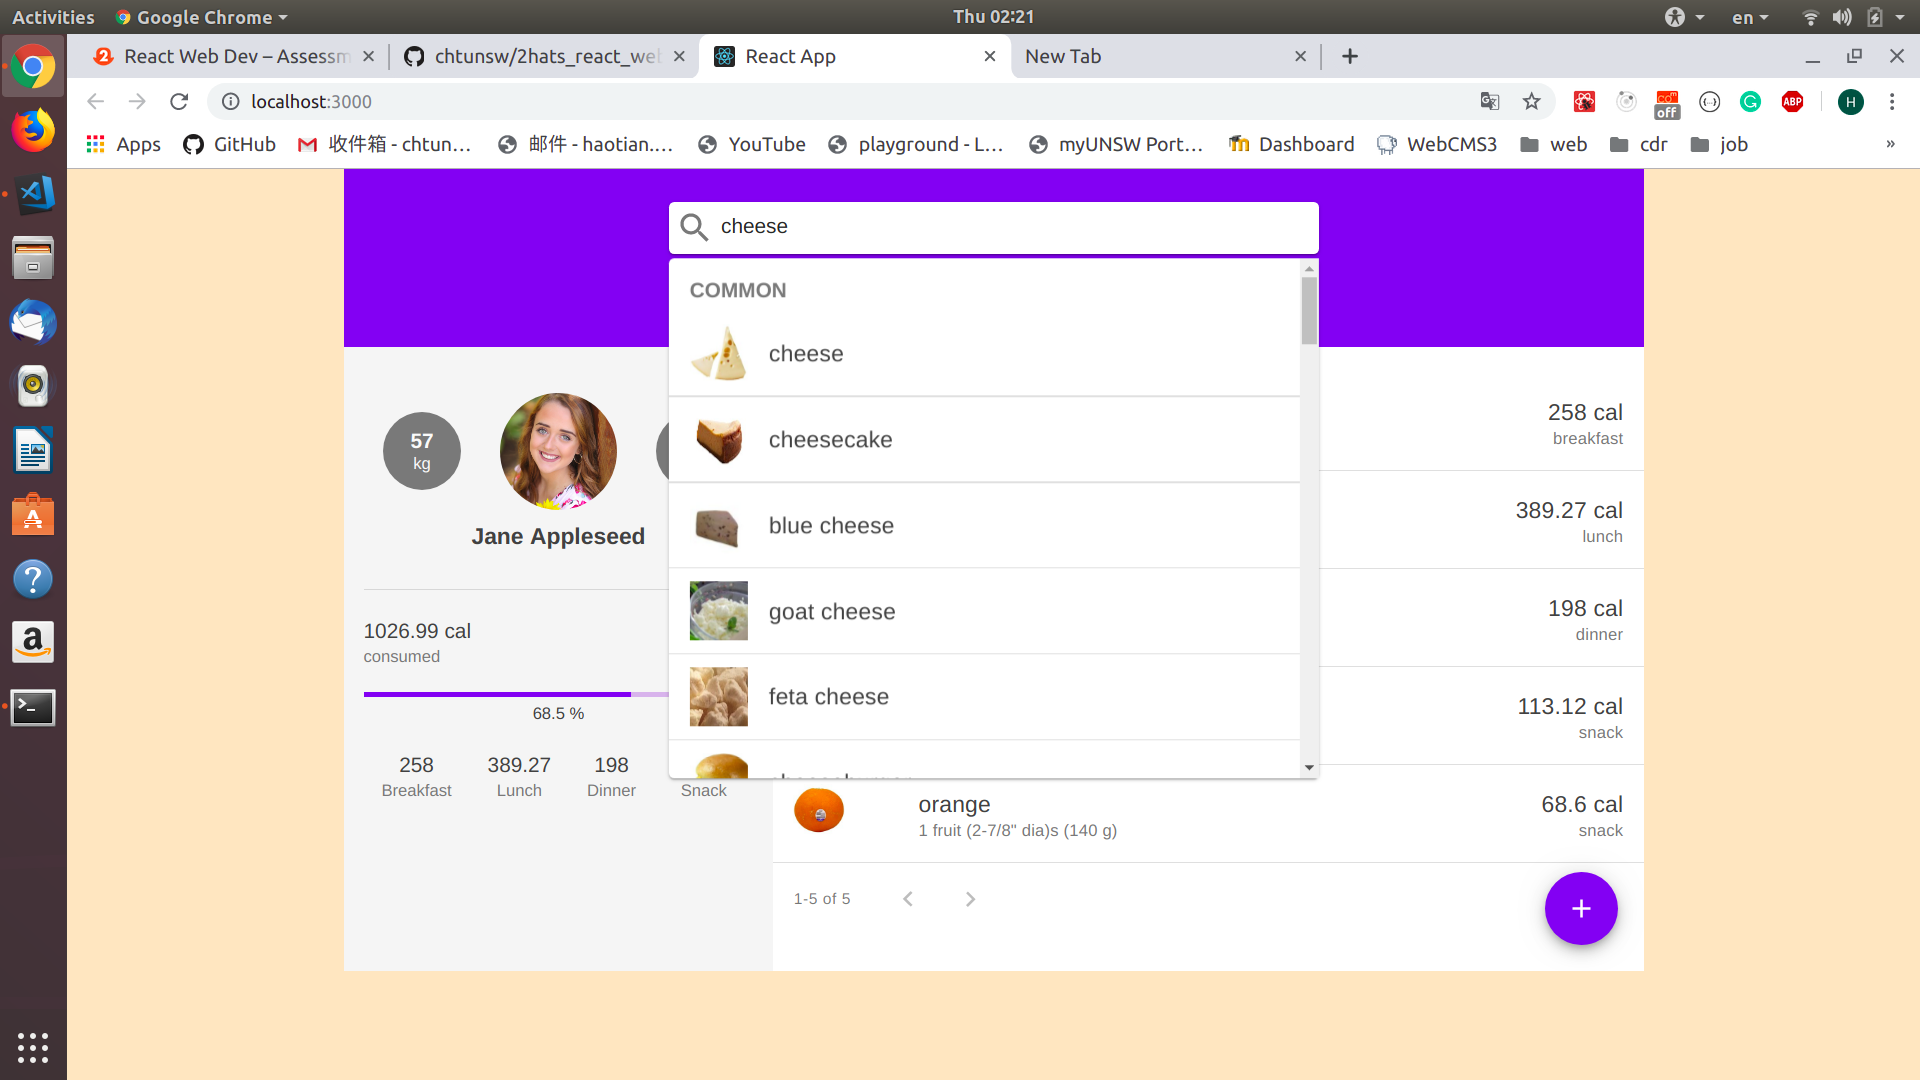 Activities
Google Chrome
Thu 02:21
en
React Web Dev – Assessm
chtunsw/2hats_react_we
React App
New Tab
localhost:3000
off
ABP
H
Apps
GitHub
收件箱 - chtun...
邮件 - haotian....
YouTube
playground - L...
myUNSW Port...
Dashboard
WebCMS3
web
cdr
job
»
cheese
COMMON
cheese
cheesecake
blue cheese
goat cheese
feta cheese
57
kg
Jane Appleseed
1026.99 cal
consumed
68.5 %
258
Breakfast
389.27
Lunch
198
Dinner
Snack
258 cal
breakfast
389.27 cal
lunch
198 cal
dinner
113.12 cal
snack
orange
1 fruit (2-7/8" dia)s (140 g)
68.6 cal
snack
1-5 of 5
+